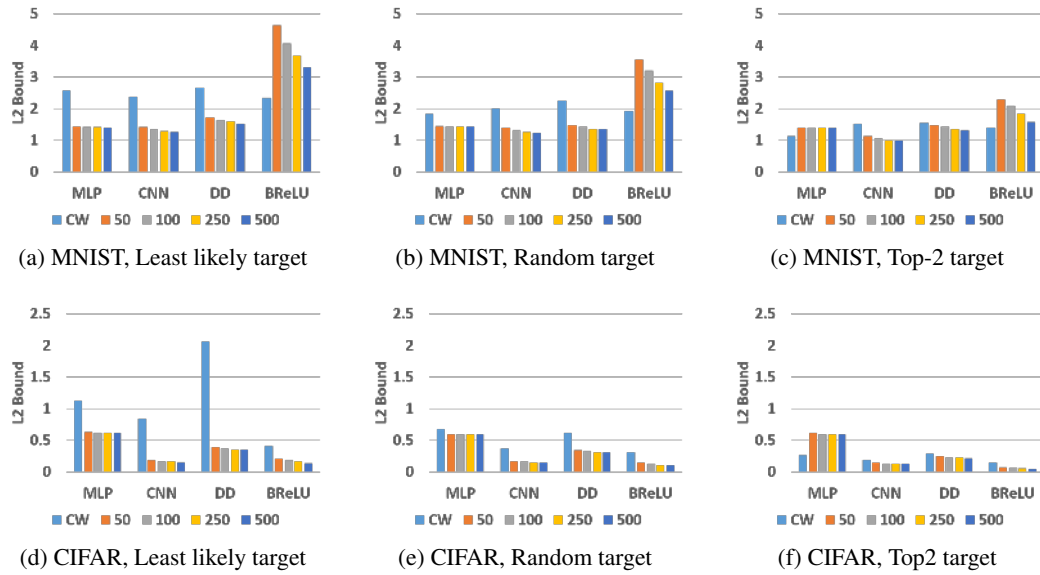 5
4
3
2
1
0
L2 Bound
MLP CNN DD BReLU
CW 50 100 250 500
(a) MNIST, Least likely target
5
4
3
2
1
0
L2 Bound
MLP CNN DD BReLU
CW 50 100 250 500
(b) MNIST, Random target
5
4
3
2
1
0
L2 Bound
MLP CNN DD BReLU
CW 50 100 250 500
(c) MNIST, Top-2 target
2.5
2
1.5
1
0.5
0
L2 Bound
MLP CNN DD BReLU
CW 50 100 250 500
(d) CIFAR, Least likely target
2.5
2
1.5
1
0.5
0
L2 Bound
MLP CNN DD BReLU
CW 50 100 250 500
(e) CIFAR, Random target
2.5
2
1.5
1
0.5
0
L2 Bound
MLP CNN DD BReLU
CW 50 100 250 500
(f) CIFAR, Top2 target